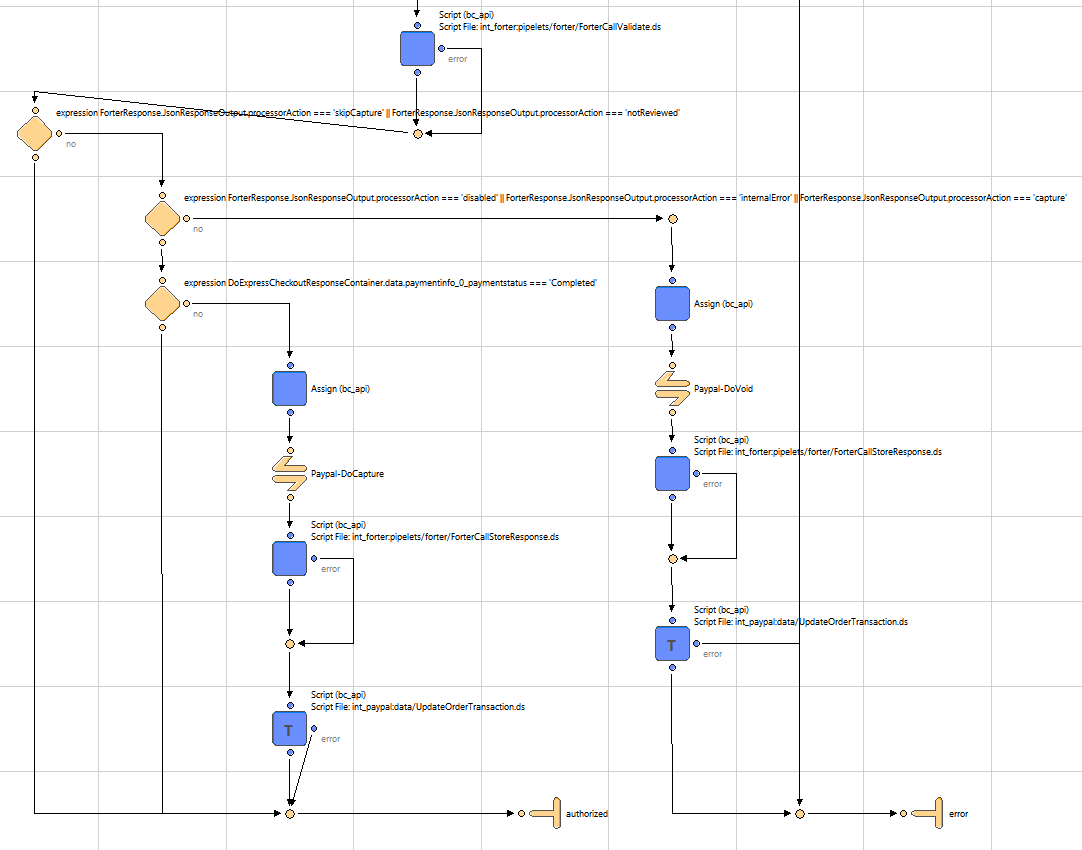 Script (bc_api)
Script File: int_forter:pipelets/forter/ForterCallValidate.ds
error
expression ForterResponse.JsonResponseOutput.processorAction === 'skipCapture' || ForterResponse.JsonResponseOutput.processorAction === 'notReviewed'
no
expression ForterResponse.JsonResponseOutput.processorAction === 'disabled' || ForterResponse.JsonResponseOutput.processorAction === 'internalError' || ForterResponse.JsonResponseOutput.processorAction === 'capture'
no
expression DoExpressCheckoutResponseContainer.data.paymentinfo_0_paymentstatus === 'Completed'
no
Assign (bc_api)
Assign (bc_api)
Paypal-DoVoid
Script (bc_api)
Script File: int_forter:pipelets/forter/ForterCallStoreResponse.ds
error
Paypal-DoCapture
Script (bc_api)
Script File: int_forter:pipelets/forter/ForterCallStoreResponse.ds
error
Script (bc_api)
Script File: int_paypal:data/UpdateOrderTransaction.ds
T
error
Script (bc_api)
Script File: int_paypal:data/UpdateOrderTransaction.ds
T
error
authorized
error